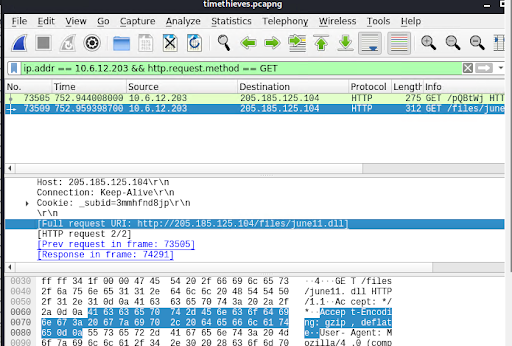 timethieves.pcapng
File Edit View Go Capture Analyze Statistics Telephony Wireless Tools Help
ip.addr == 10.6.12.203 && http.request.method == GET
No. Time Source Destination Protocol Length Info
73505 752.944008000 10.6.12.203 205.185.125.104 HTTP 275 GET /pQBtWj HTT
73509 752.959398700 10.6.12.203 205.185.125.104 HTTP 312 GET /files/june
Host: 205.185.125.104\r\n
Connection: Keep-Alive\r\n
Cookie: _subid=3mmhfnd8jp\r\n
\r\n
[Full request URI: http://205.185.125.104/files/june11.dll]
[HTTP request 2/2]
[Prev request in frame: 73505]
[Response in frame: 74291]
0030 ff ff 34 1f 00 00 47 45 54 20 2f 66 69 6c 65 73 ··4···GE T /files
0040 2f 6a 75 6e 65 31 31 2e 64 6c 6c 20 48 54 54 50 /june11. dll HTTP
0050 2f 31 2e 31 0d 0a 41 63 63 65 70 74 3a 20 2a 2f /1.1··Ac cept: */
0060 2a 0d 0a 41 63 63 65 70 74 2d 45 6e 63 6f 64 69 *··Accep t-Encodi
0070 6e 67 3a 20 67 7a 69 70 2c 20 64 65 66 6c 61 74 ng: gzip , deflat
0080 65 0d 0a 55 73 65 72 2d 41 67 65 6e 74 3a 20 4d e··User- Agent: M
0090 6f 7a 69 6c 6c 61 2f 34 2e 30 20 28 63 6f 6d 70 ozilla/4 .0 (comp